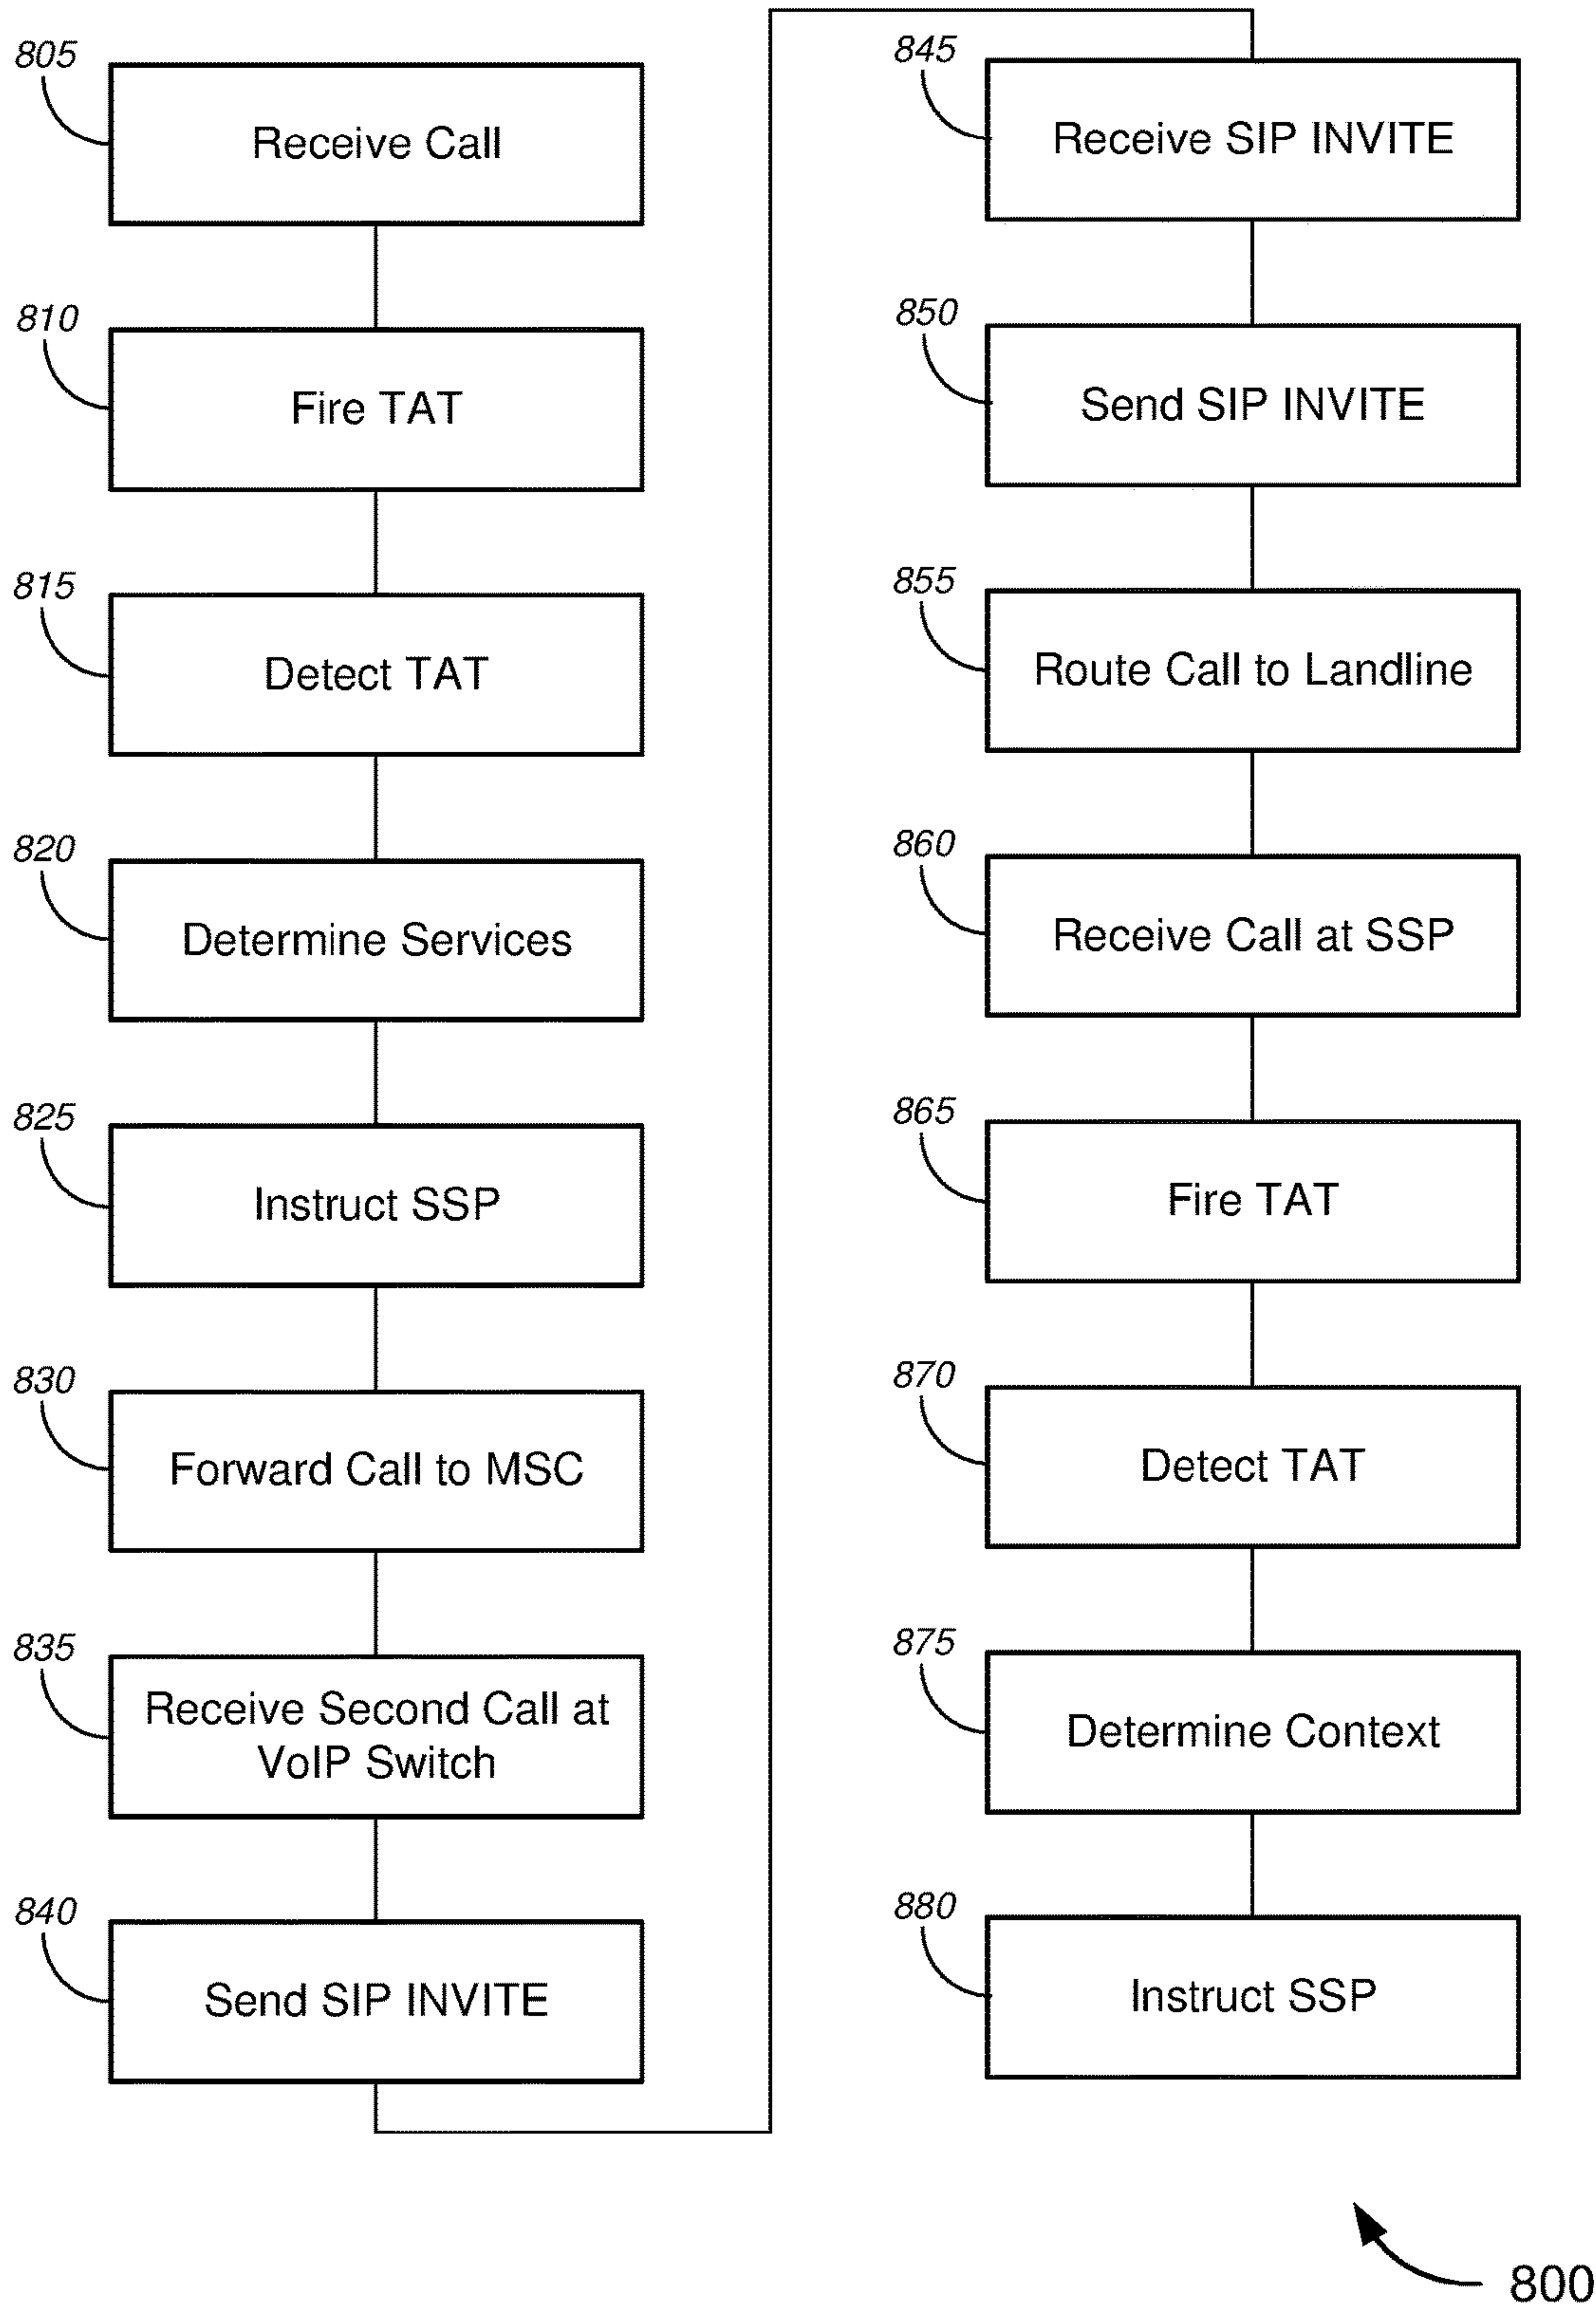 805
Receive Call
810
Fire TAT
815
Detect TAT
820
Determine Services
825
Instruct SSP
830
Forward Call to MSC
835
Receive Second Call at
VoIP Switch
840
Send SIP INVITE
845
Receive SIP INVITE
850
Send SIP INVITE
855
Route Call to Landline
860
Receive Call at SSP
865
Fire TAT
870
Detect TAT
875
Determine Context
880
Instruct SSP
800